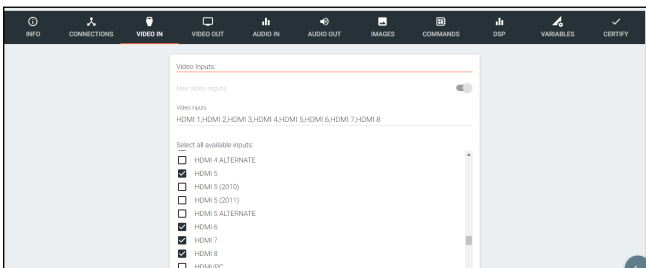 INFO
CONNECTIONS
VIDEO IN
VIDEO OUT
AUDIO IN
AUDIO OUT
IMAGES
COMMANDS
DSP
VARIABLES
CERTIFY
Video Inputs:
Has video inputs
Video inputs
HDMI 1,HDMI 2,HDMI 3,HDMI 4,HDMI 5,HDMI 6,HDMI 7,HDMI 8
Select all available inputs:
HDMI 4 ALTERNATE
HDMI 5
HDMI 5 (2010)
HDMI 5 (2011)
HDMI 5 ALTERNATE
HDMI 6
HDMI 7
HDMI 8
HDMI/PC